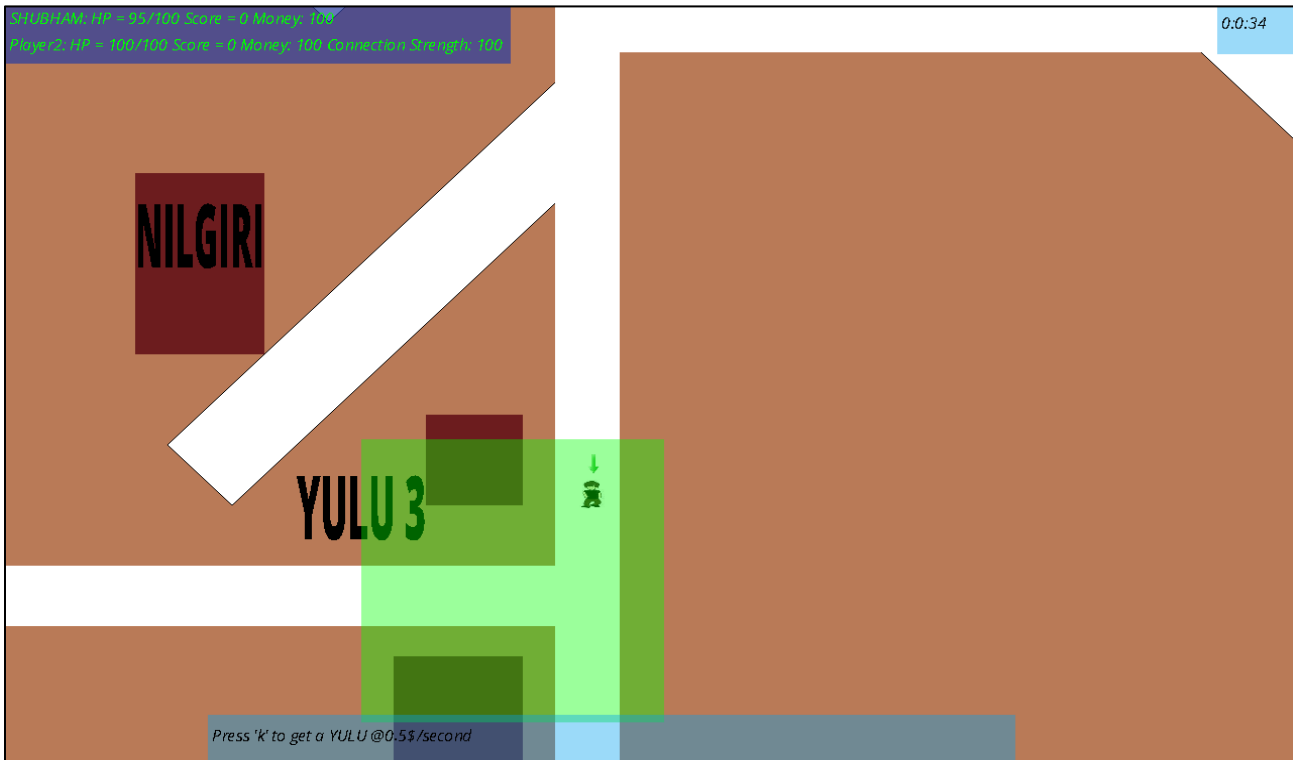 SHUBHAM: HP = 95/100 Score = 0 Money: 100
Player2: HP = 100/100 Score = 0 Money: 100 Connection Strength: 100
0:0:34
NILGIRI
YULU 3
Press 'k' to get a YULU @0.5$/second